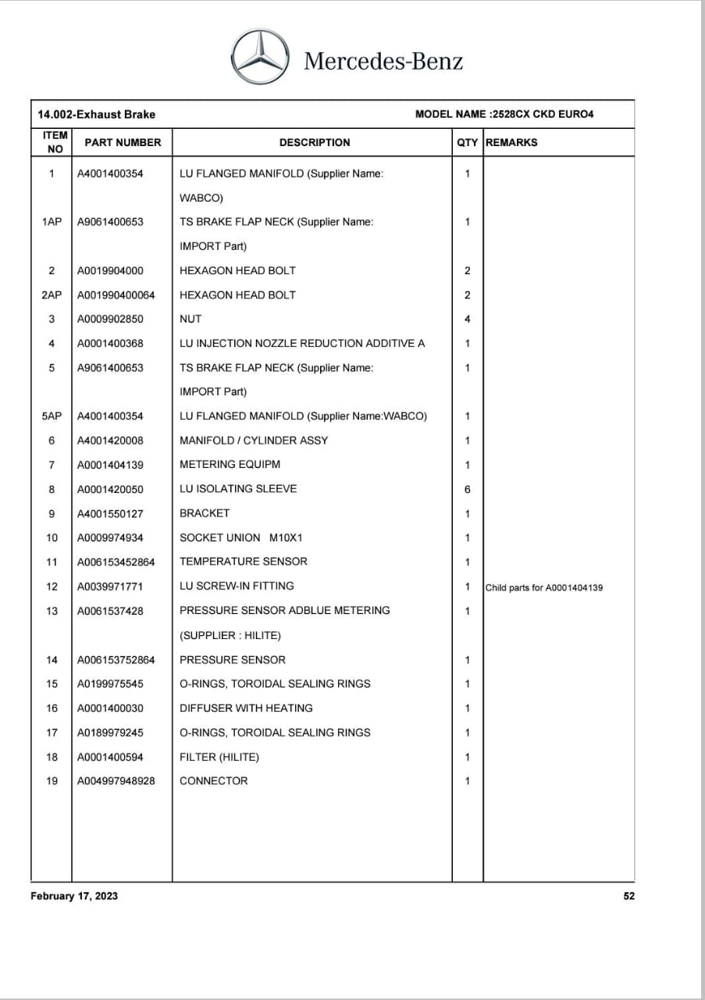 Mercedes-Benz
14.002-Exhaust Brake MODEL NAME :2528CX CKD EURO4
ITEM NO PART NUMBER DESCRIPTION QTY REMARKS
1 A4001400354 LU FLANGED MANIFOLD (Supplier Name: 1
WABCO)
1AP A9061400653 TS BRAKE FLAP NECK (Supplier Name: 1
IMPORT Part)
2 A0019904000 HEXAGON HEAD BOLT 2
2AP A001990400064 HEXAGON HEAD BOLT 2
3 A0009902850 NUT 4
4 A0001400368 LU INJECTION NOZZLE REDUCTION ADDITIVE A 1
5 A9061400653 TS BRAKE FLAP NECK (Supplier Name: 1
IMPORT Part)
5AP A4001400354 LU FLANGED MANIFOLD (Supplier Name:WABCO) 1
6 A4001420008 MANIFOLD / CYLINDER ASSY 1
7 A0001404139 METERING EQUIPM 1
8 A0001420050 LU ISOLATING SLEEVE 6
9 A4001550127 BRACKET 1
10 A0009974934 SOCKET UNION M10X1 1
11 A006153452864 TEMPERATURE SENSOR 1
12 A0039971771 LU SCREW-IN FITTING 1 Child parts for A0001404139
13 A0061537428 PRESSURE SENSOR ADBLUE METERING 1
(SUPPLIER : HILITE)
14 A006153752864 PRESSURE SENSOR 1
15 A0199975545 O-RINGS, TOROIDAL SEALING RINGS 1
16 A0001400030 DIFFUSER WITH HEATING 1
17 A0189979245 O-RINGS, TOROIDAL SEALING RINGS 1
18 A0001400594 FILTER (HILITE) 1
19 A004997948928 CONNECTOR 1
February 17, 2023 52